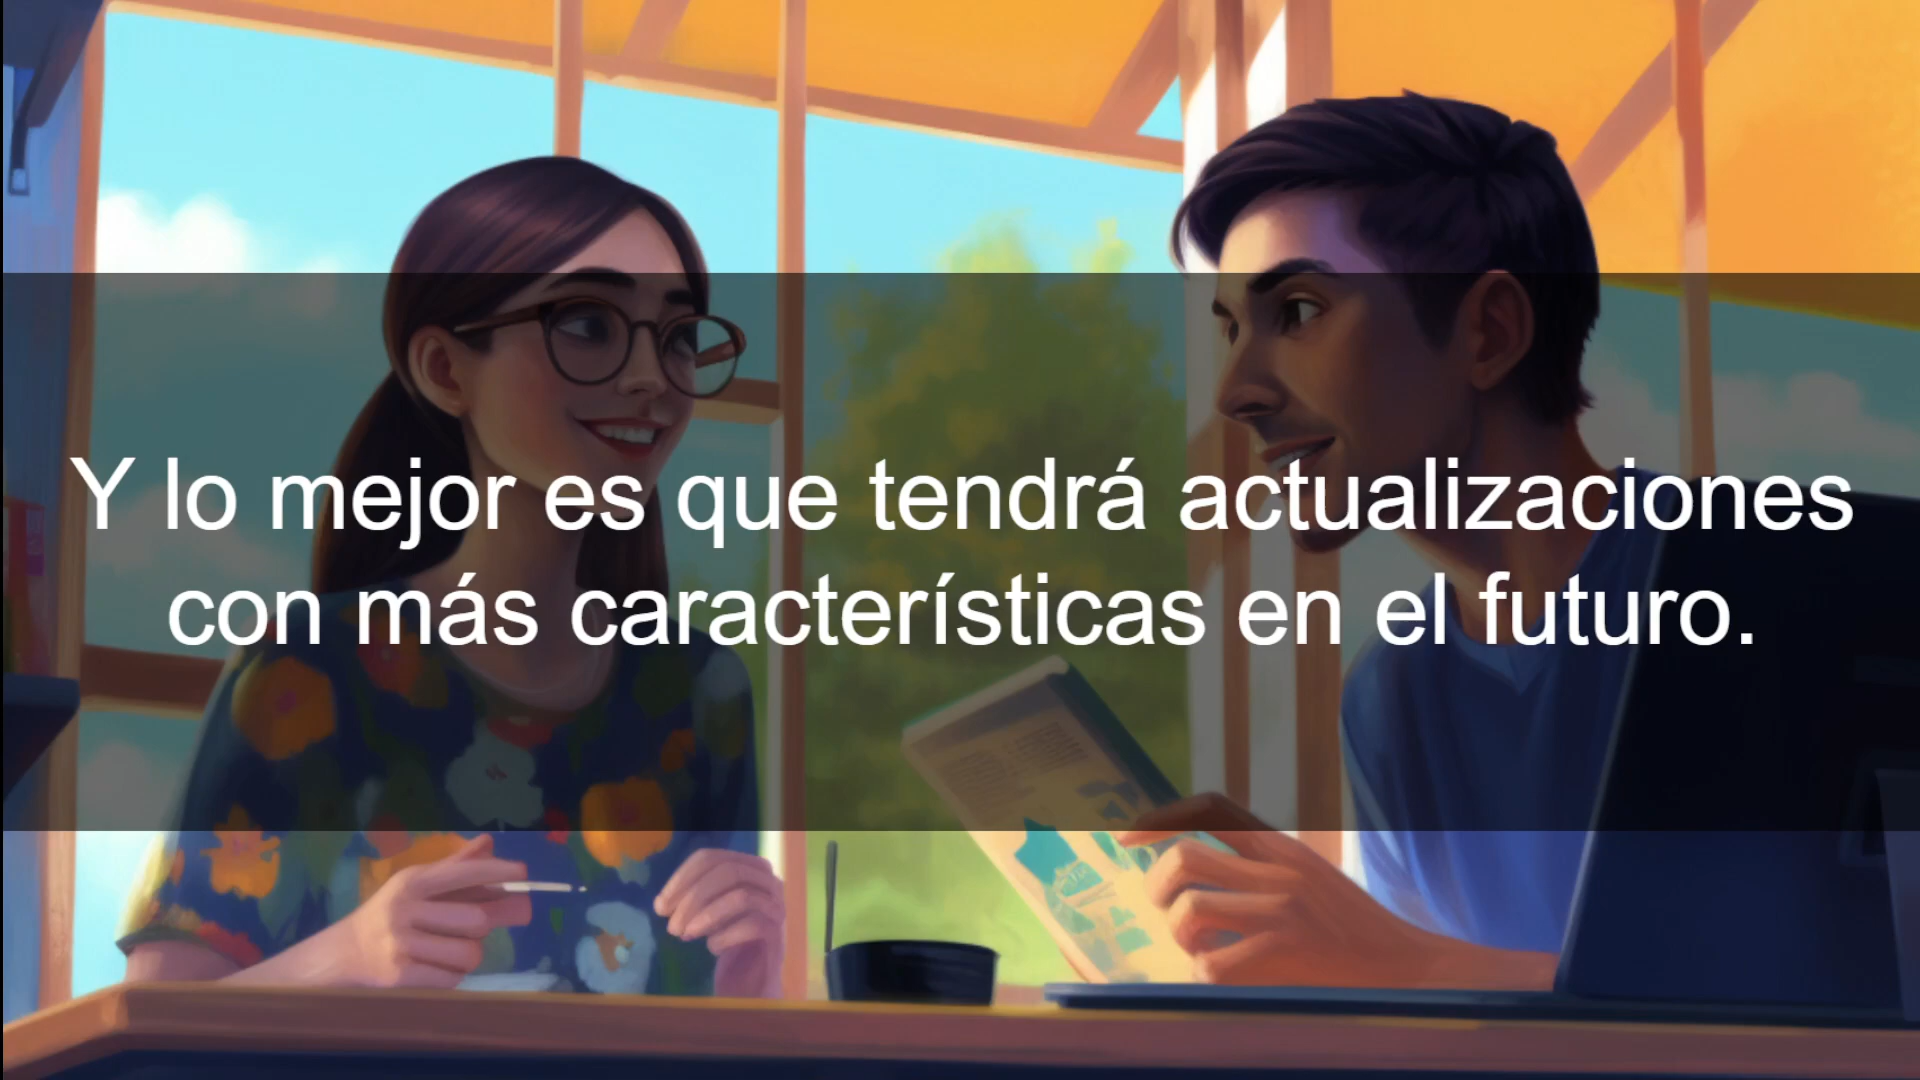 Y lo mejor es que tendrá actualizaciones
con más características en el futuro.